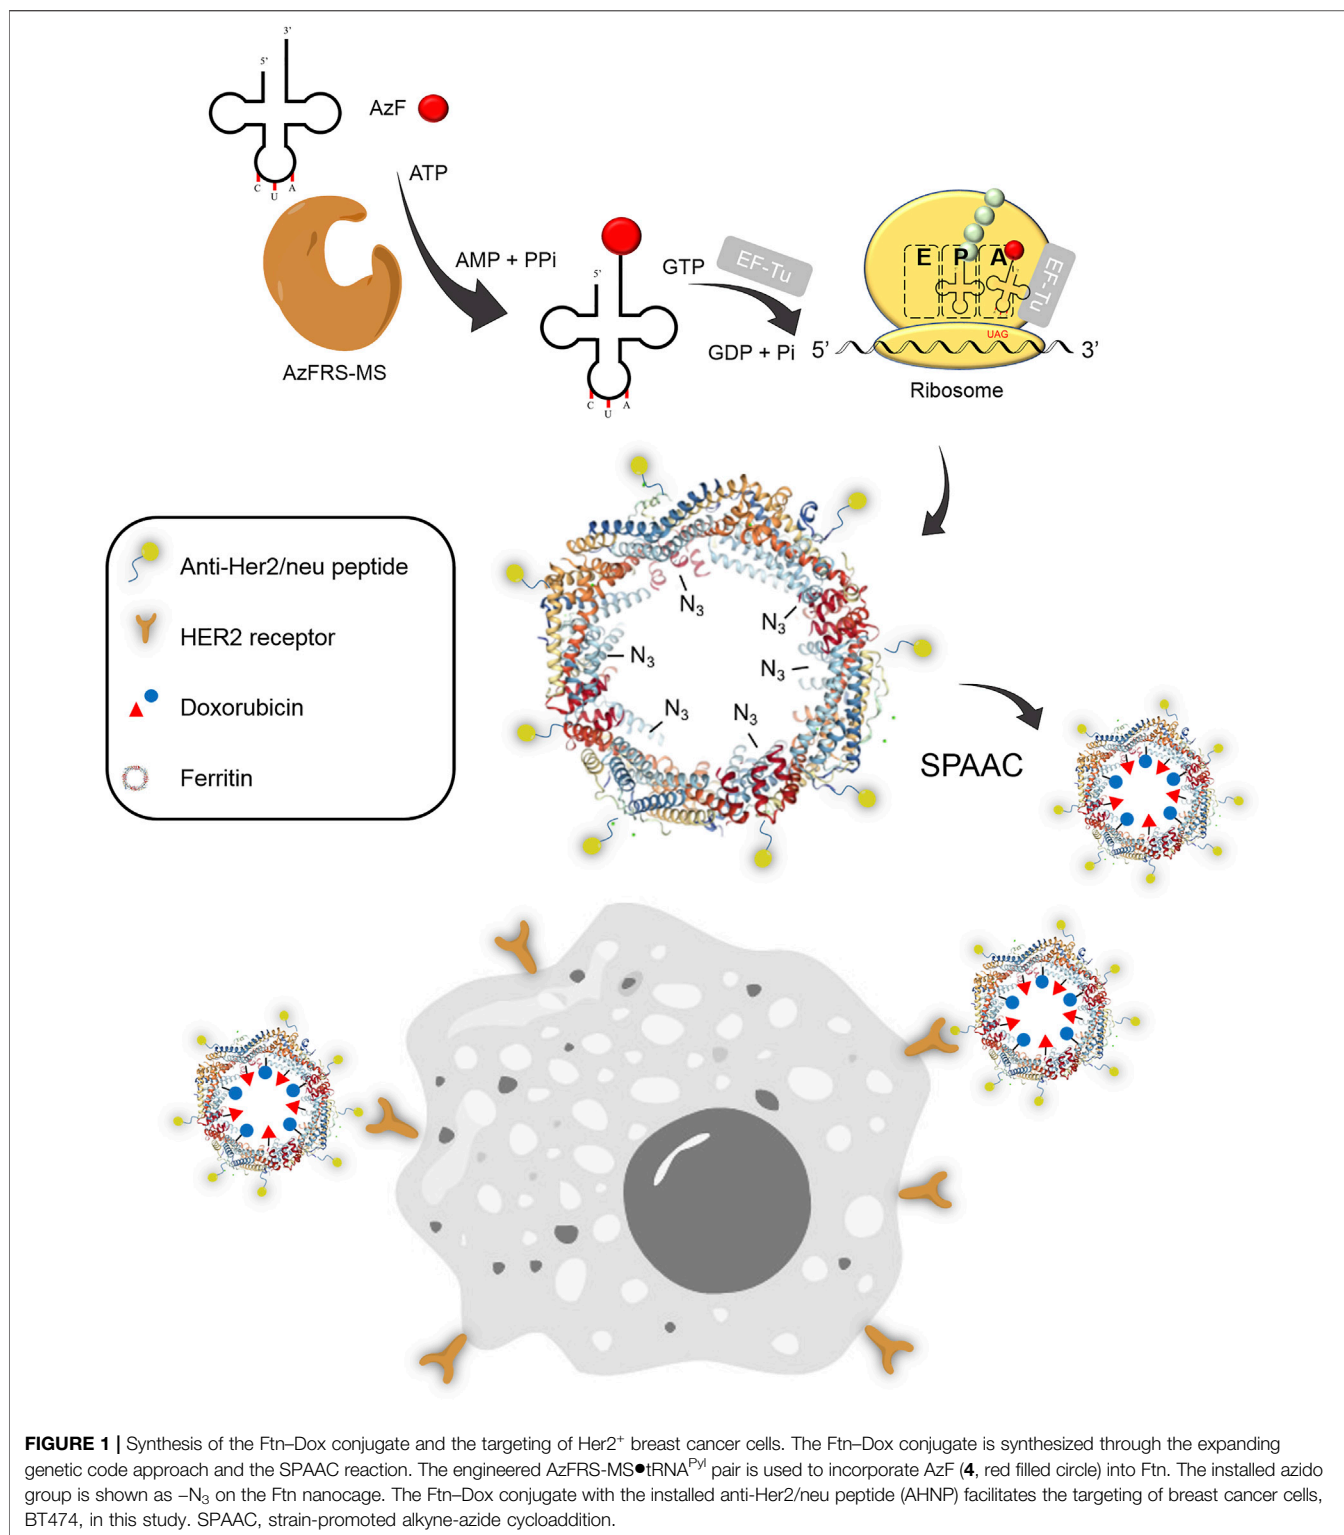 3'
5'
AzF
ATP
C U A
AzFRS-MS
AMP + PPi
5'
C U A
GTP
EF-Tu
GDP + Pi
E P A
EF-Tu
UAG
5' 3'
Ribosome
Anti-Her2/neu peptide
HER2 receptor
Doxorubicin
Ferritin
N3
N3
N3
N3
N3
N3
SPAAC
FIGURE 1 | Synthesis of the Ftn–Dox conjugate and the targeting of Her2+ breast cancer cells. The Ftn–Dox conjugate is synthesized through the expanding
genetic code approach and the SPAAC reaction. The engineered AzFRS-MS●tRNAPyl pair is used to incorporate AzF (4, red filled circle) into Ftn. The installed azido
group is shown as –N3 on the Ftn nanocage. The Ftn–Dox conjugate with the installed anti-Her2/neu peptide (AHNP) facilitates the targeting of breast cancer cells,
BT474, in this study. SPAAC, strain-promoted alkyne-azide cycloaddition.